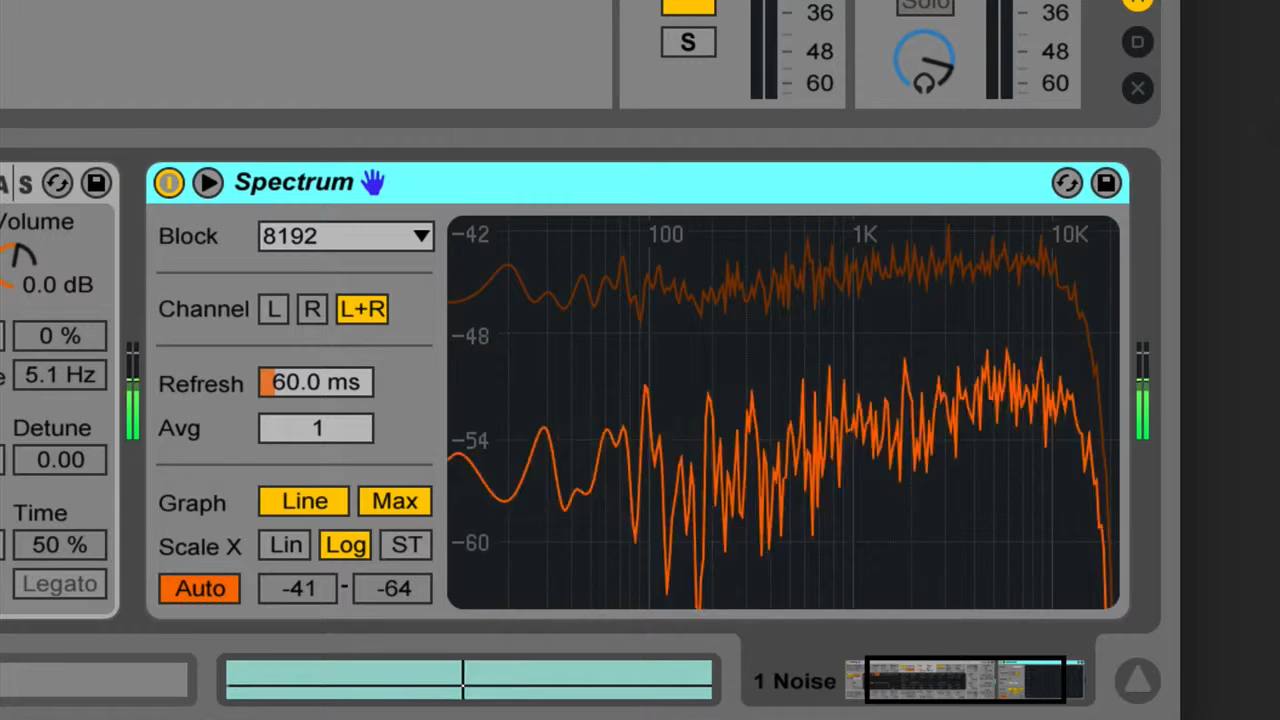 36 Solo 36
S 48 48
60 60
A S Spectrum
Volume
0.0 dB
0 %
5.1 Hz
Detune
0.00
Time
50 %
Legato
Block 8192
Channel L R L+R
Refresh 60.0 ms
Avg 1
Graph Line Max
Scale X Lin Log ST
Auto -41 - -64
-42 100 1K 10K
-48
-54
-60
D
1 Noise